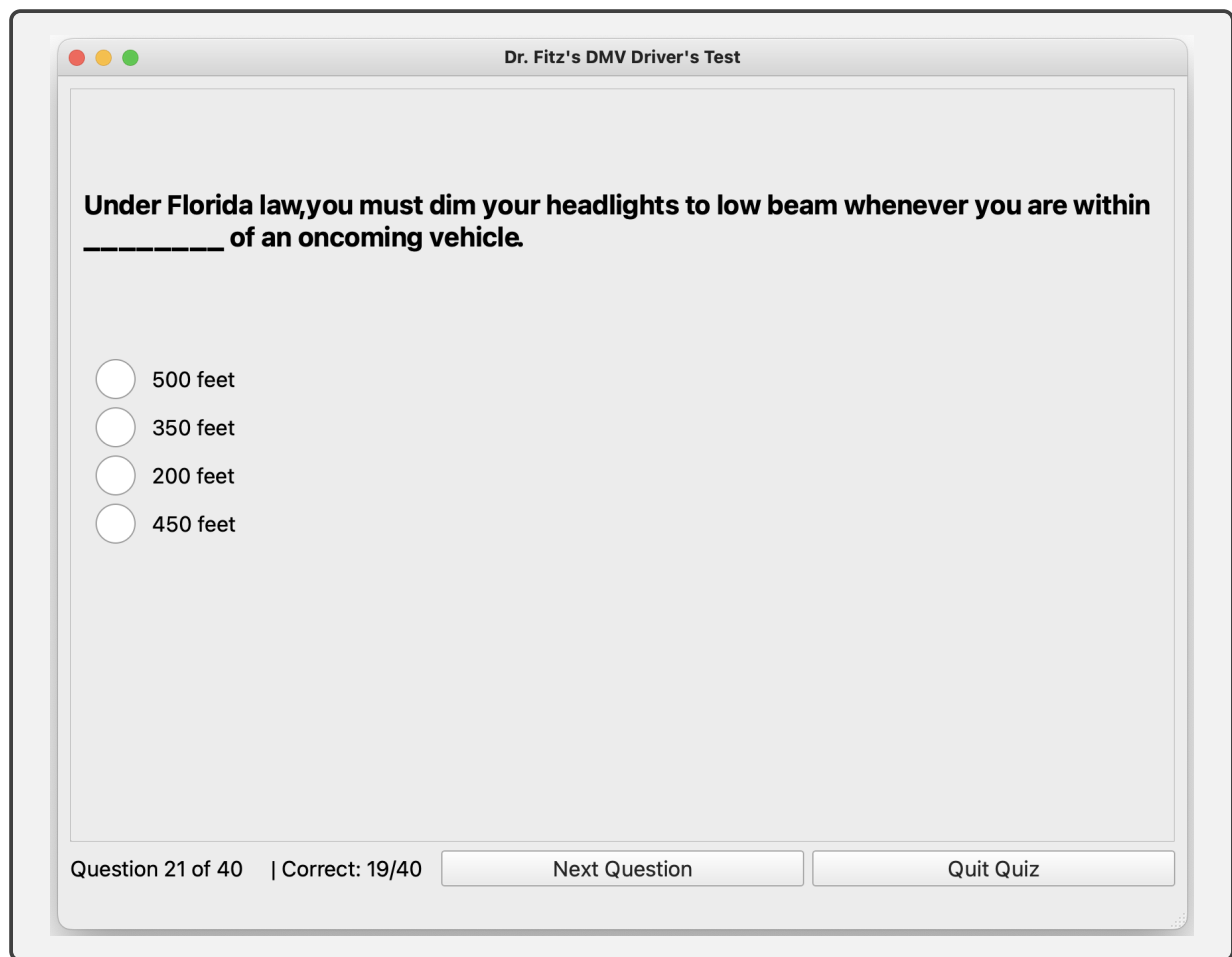 Dr. Fitz's DMV Driver's Test
Under Florida law,you must dim your headlights to low beam whenever you are within
________ of an oncoming vehicle.
500 feet
350 feet
200 feet
450 feet
Question 21 of 40 | Correct: 19/40 Next Question Quit Quiz